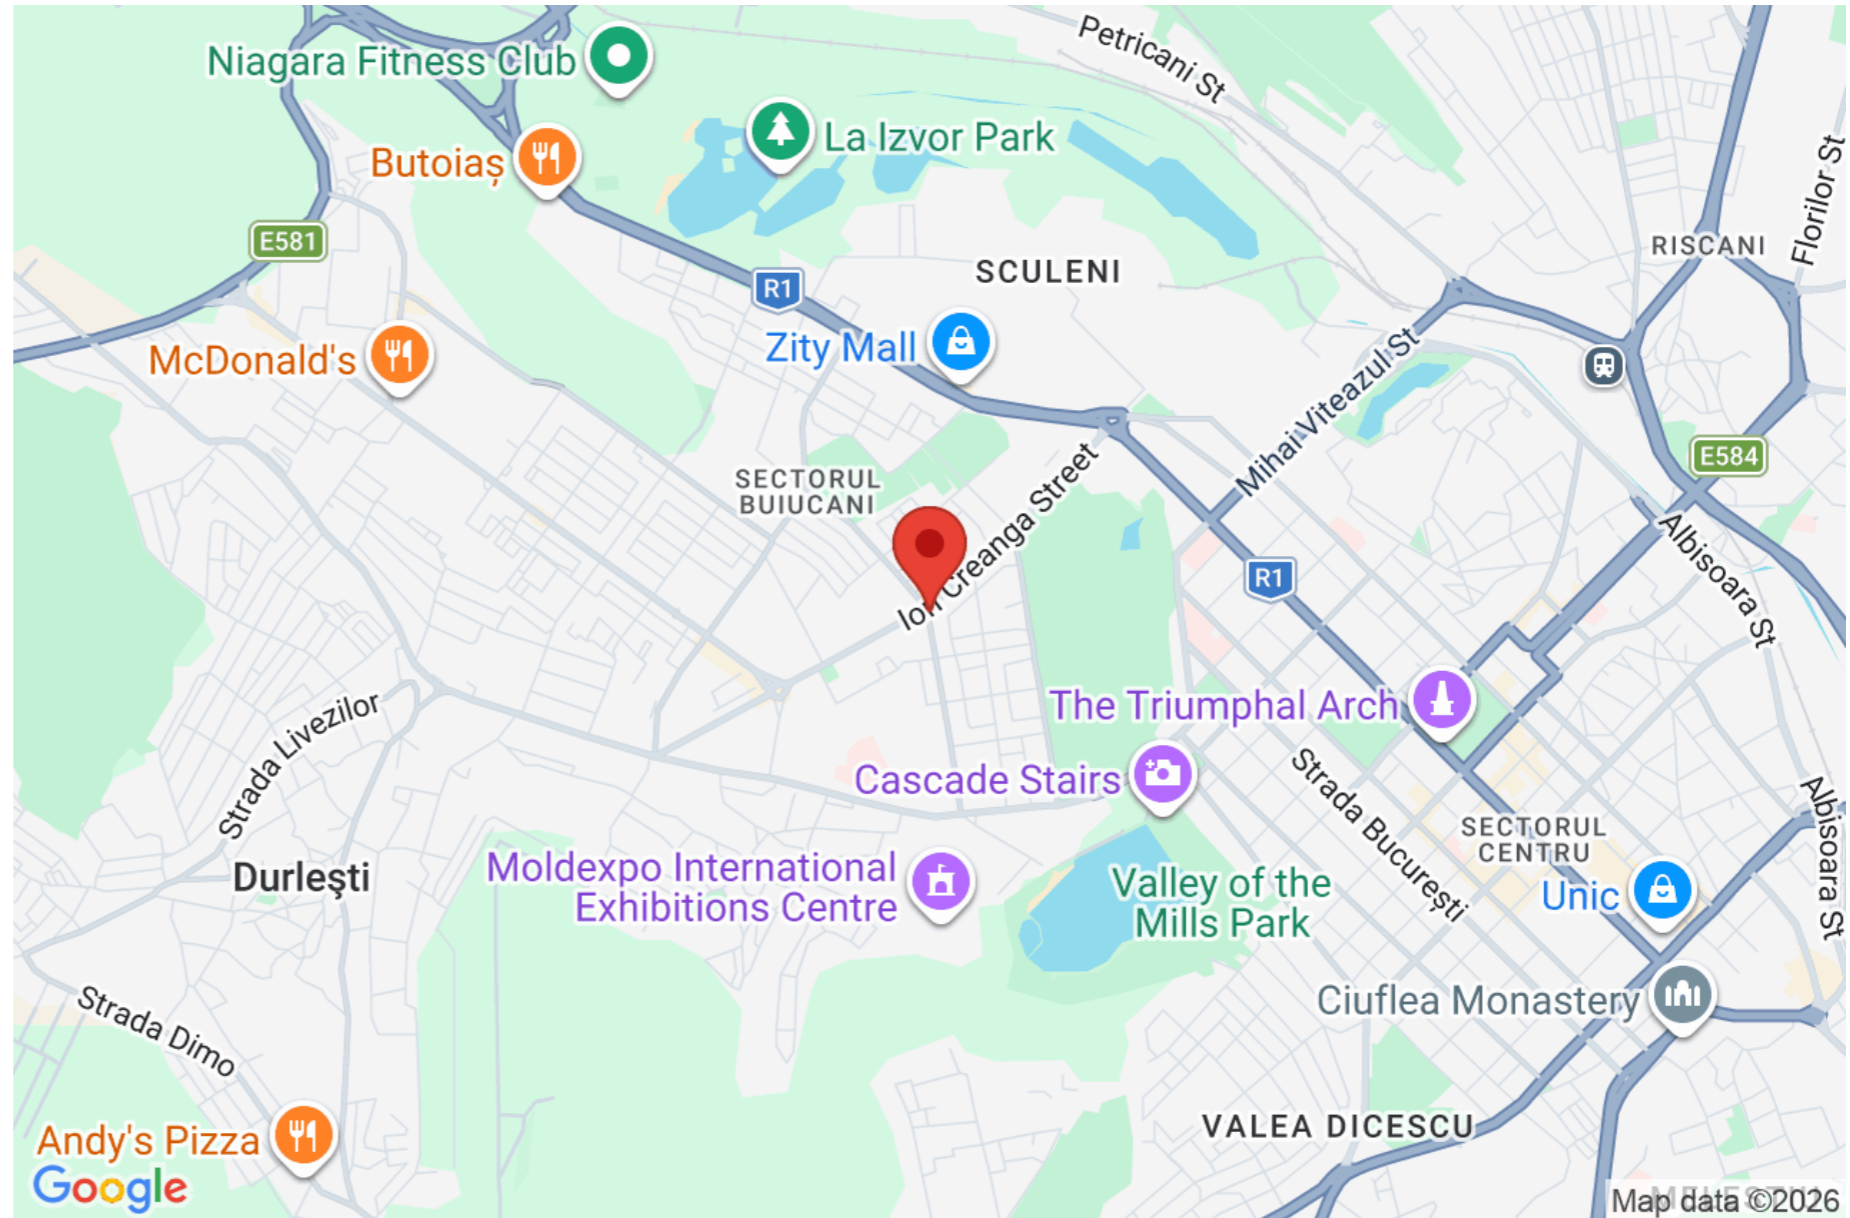 Petricani St
Niagara Fitness Club
La Izvor Park
Butoiaș
Florilor St
E581
RISCANI
SCULENI
R1
Zity Mall
McDonald's
Mihai Viteazul St
E584
SECTORUL
BUIUCANI
Ion Creanga Street
Albisoara St
R1
The Triumphal Arch
Strada Livezilor
Cascade Stairs
Strada București
Albisoara St
SECTORUL
CENTRU
Durleşti
Moldexpo International
Exhibitions Centre
Valley of the
Mills Park
Unic
Ciuflea Monastery
Strada Dimo
VALEA DICESCU
Andy's Pizza
Google
Map data ©2026